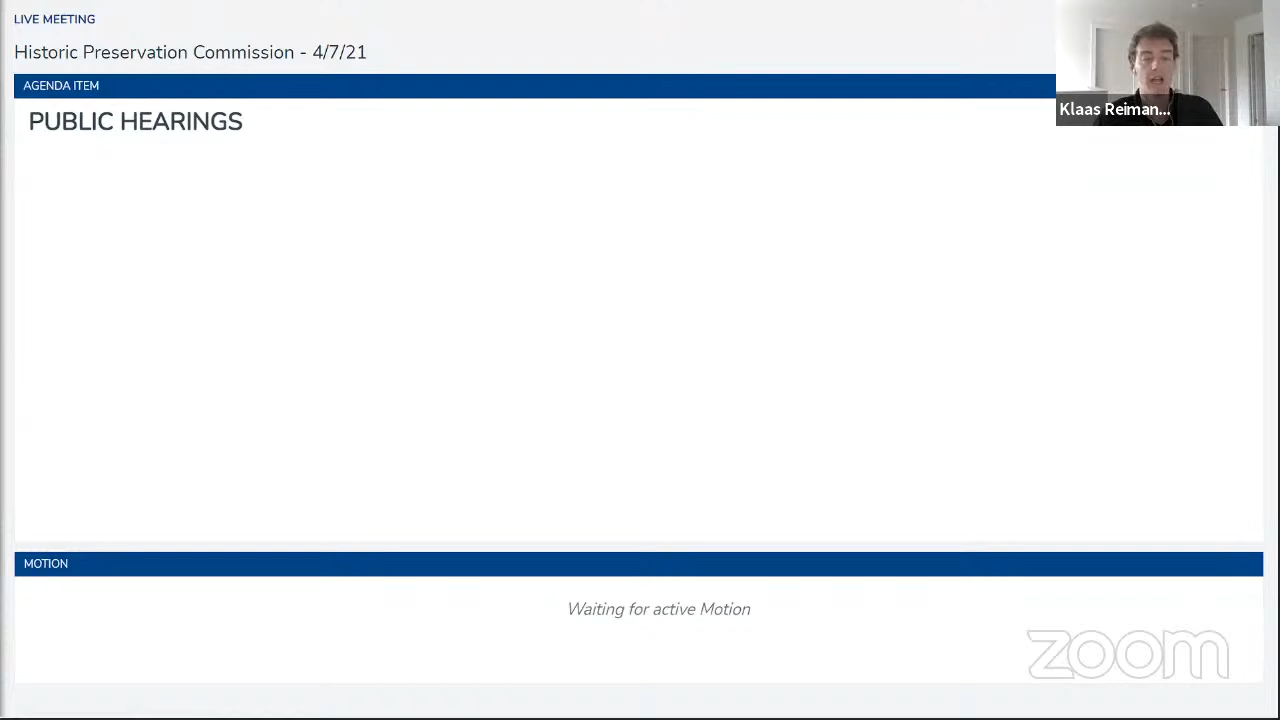 LIVE MEETING
Historic Preservation Commission - 4/7/21
AGENDA ITEM
PUBLIC HEARINGS
Klaas Reiman...
MOTION
Waiting for active Motion
zoom